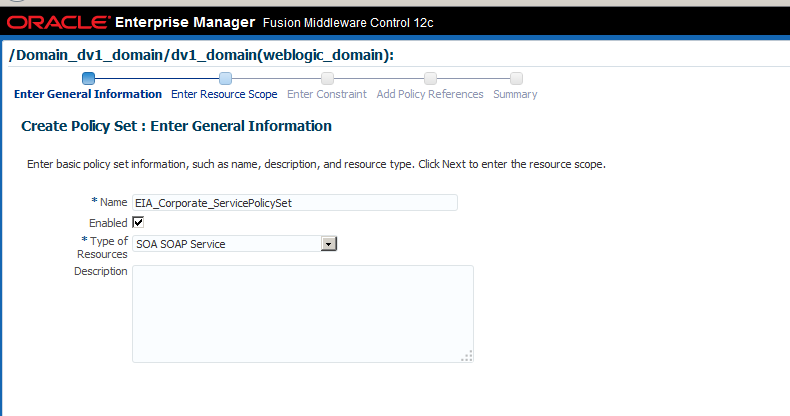 ORACLE Enterprise Manager Fusion Middleware Control 12c
/Domain_dv1_domain/dv1_domain(weblogic_domain):
Enter General Information Enter Resource Scope Enter Constraint Add Policy References Summary
Create Policy Set : Enter General Information
Enter basic policy set information, such as name, description, and resource type. Click Next to enter the resource scope.
* Name EIA_Corporate_ServicePolicySet
Enabled
* Type of Resources SOA SOAP Service
Description